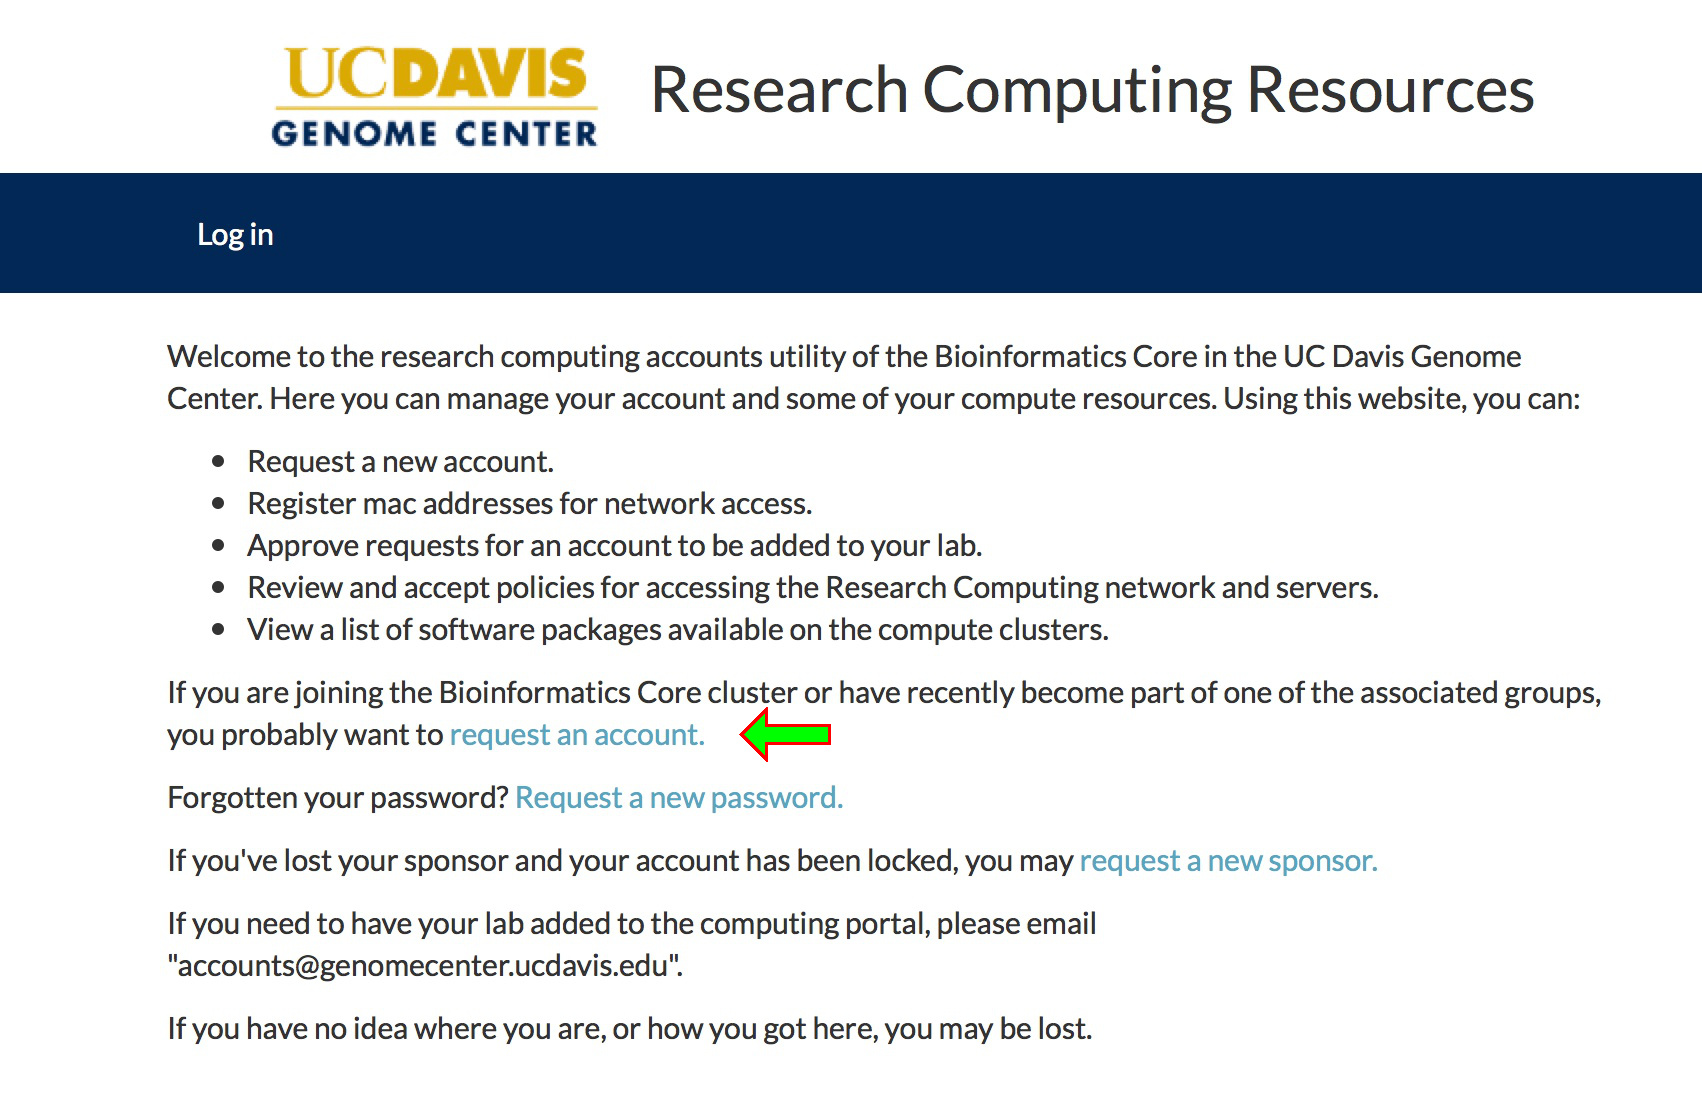 UCDAVIS
GENOME CENTER
Research Computing Resources
Log in
Welcome to the research computing accounts utility of the Bioinformatics Core in the UC Davis Genome
Center. Here you can manage your account and some of your compute resources. Using this website, you can:
• Request a new account.
• Register mac addresses for network access.
• Approve requests for an account to be added to your lab.
• Review and accept policies for accessing the Research Computing network and servers.
• View a list of software packages available on the compute clusters.
If you are joining the Bioinformatics Core cluster or have recently become part of one of the associated groups,
you probably want to request an account.
Forgotten your password? Request a new password.
If you've lost your sponsor and your account has been locked, you may request a new sponsor.
If you need to have your lab added to the computing portal, please email
"accounts@genomecenter.ucdavis.edu".
If you have no idea where you are, or how you got here, you may be lost.